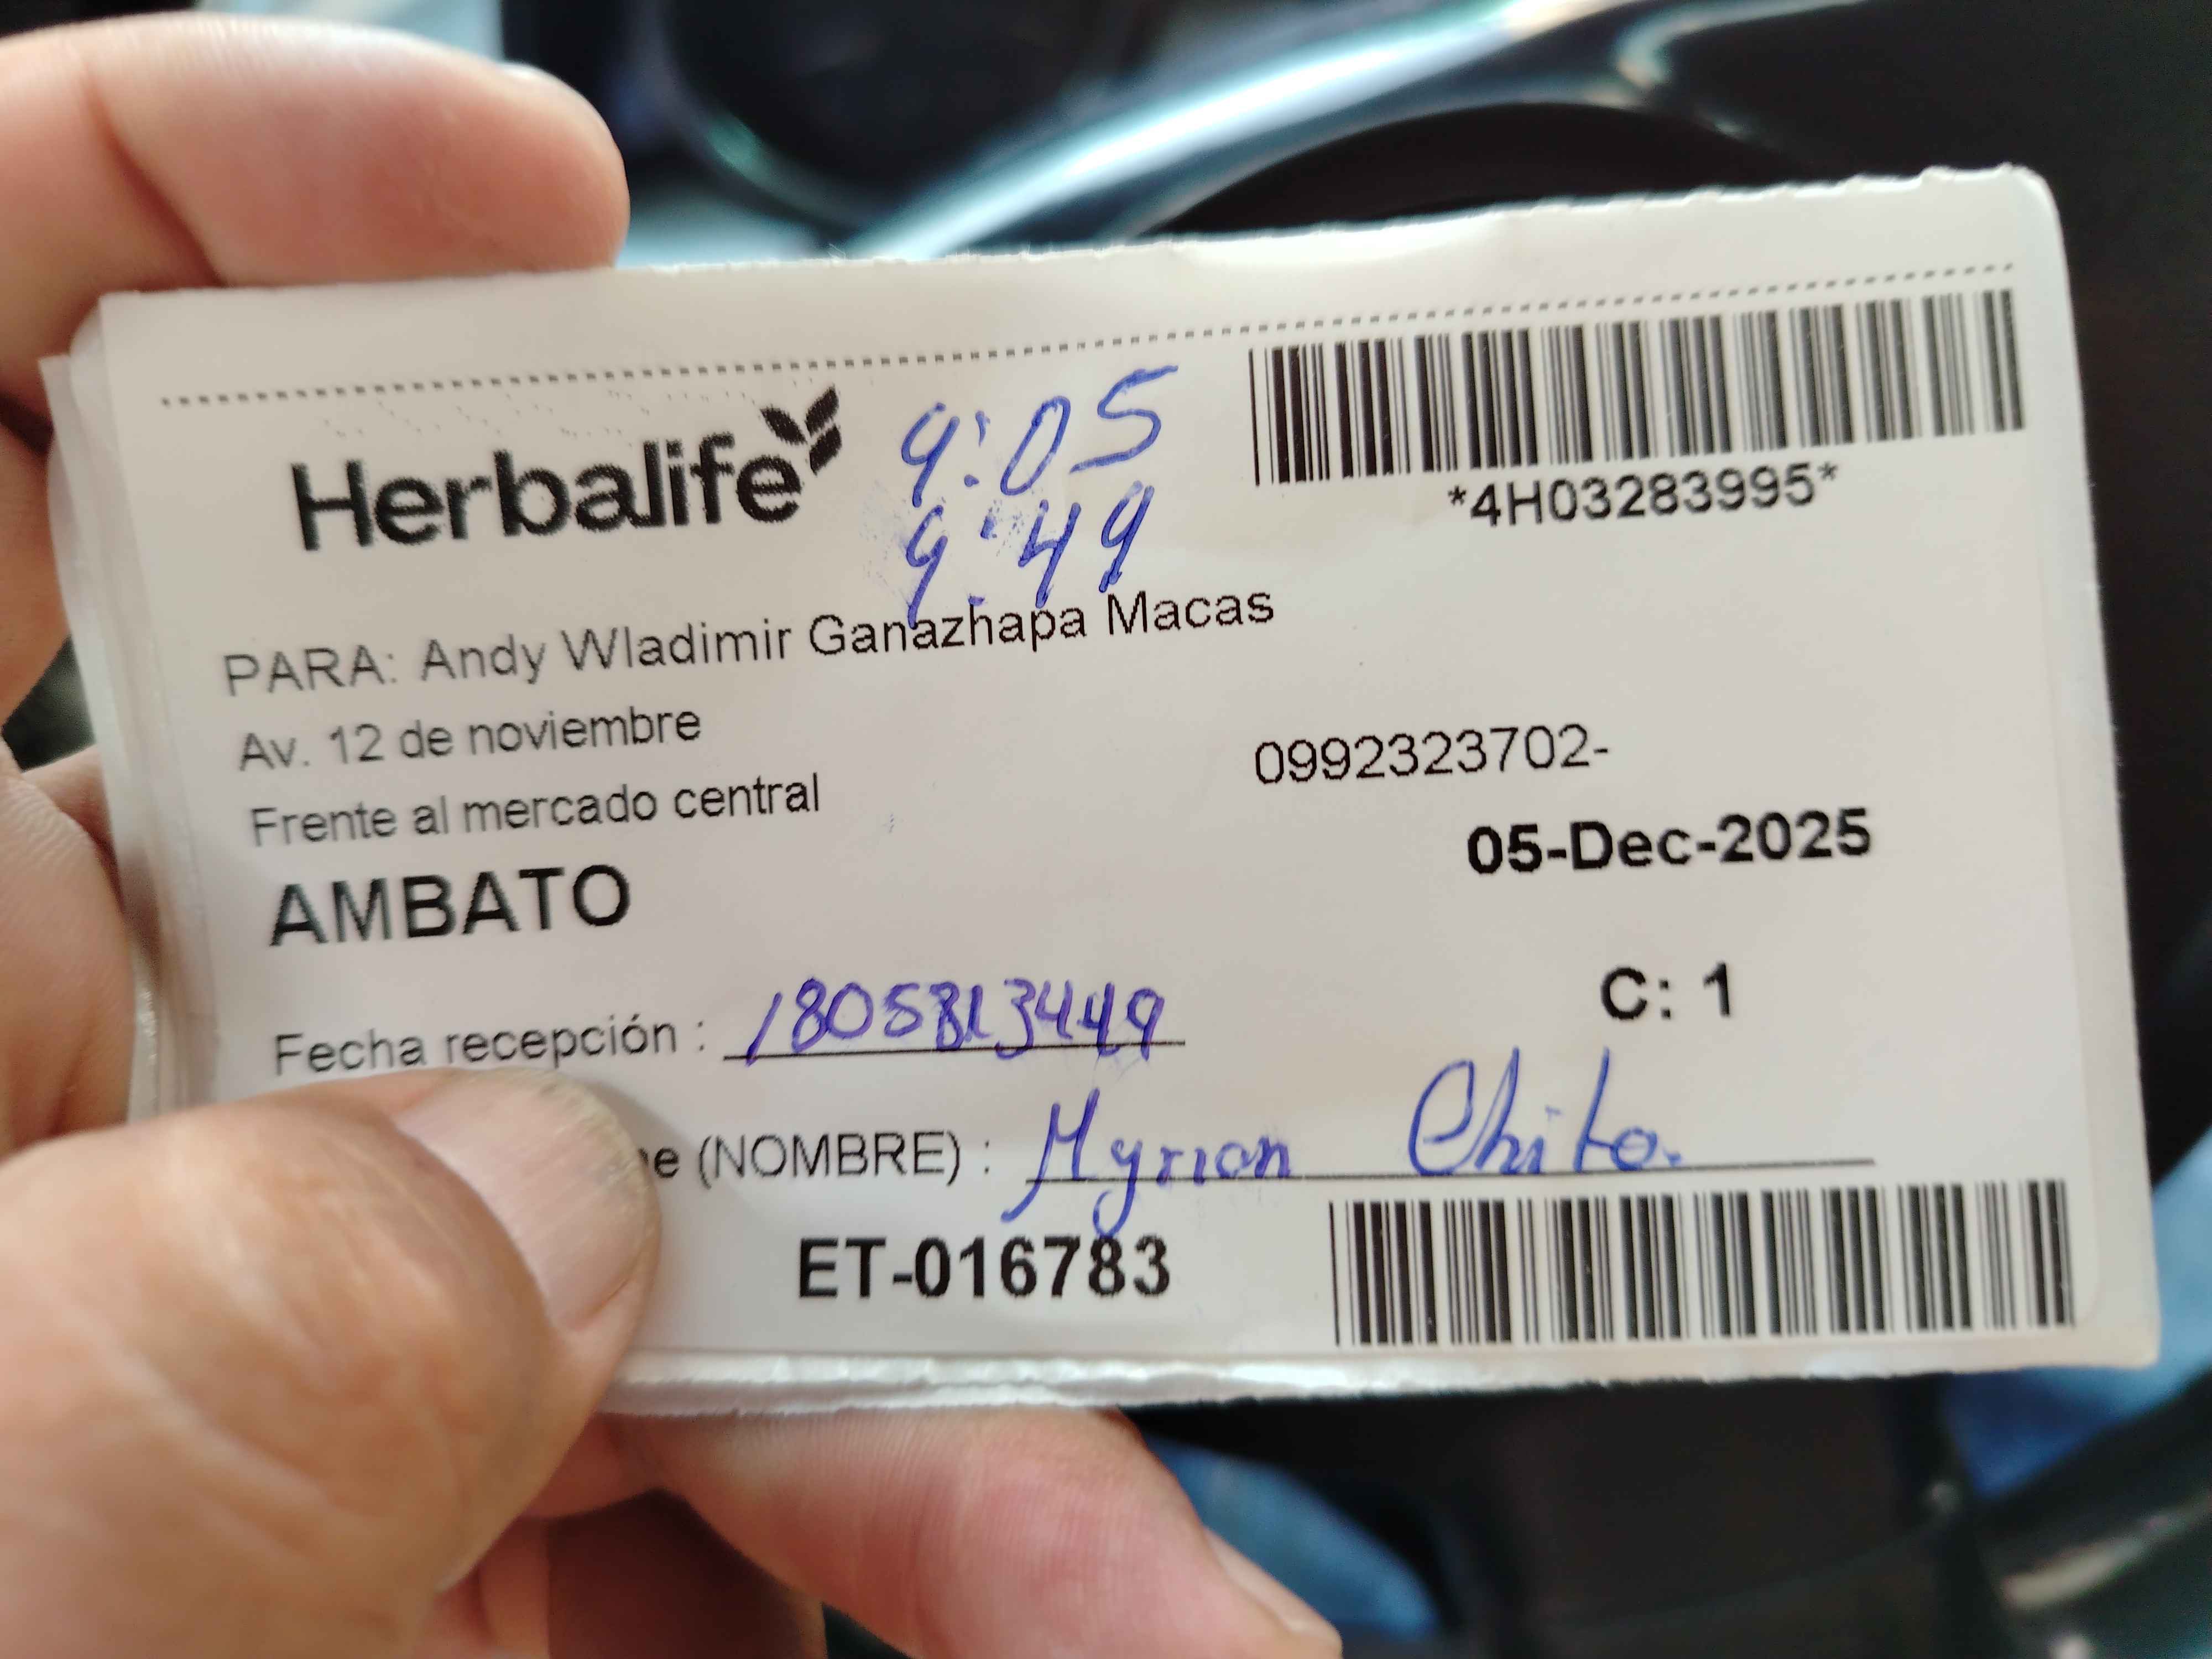 Herbalife
9:05
9:49
*4H03283995*
PARA: Andy Wladimir Ganazhapa Macas
Av. 12 de noviembre
0992323702-
Frente al mercado central
05-Dec-2025
AMBATO
C: 1
Fecha recepción :
(NOMBRE) : Myrian Chito.
ET-016783